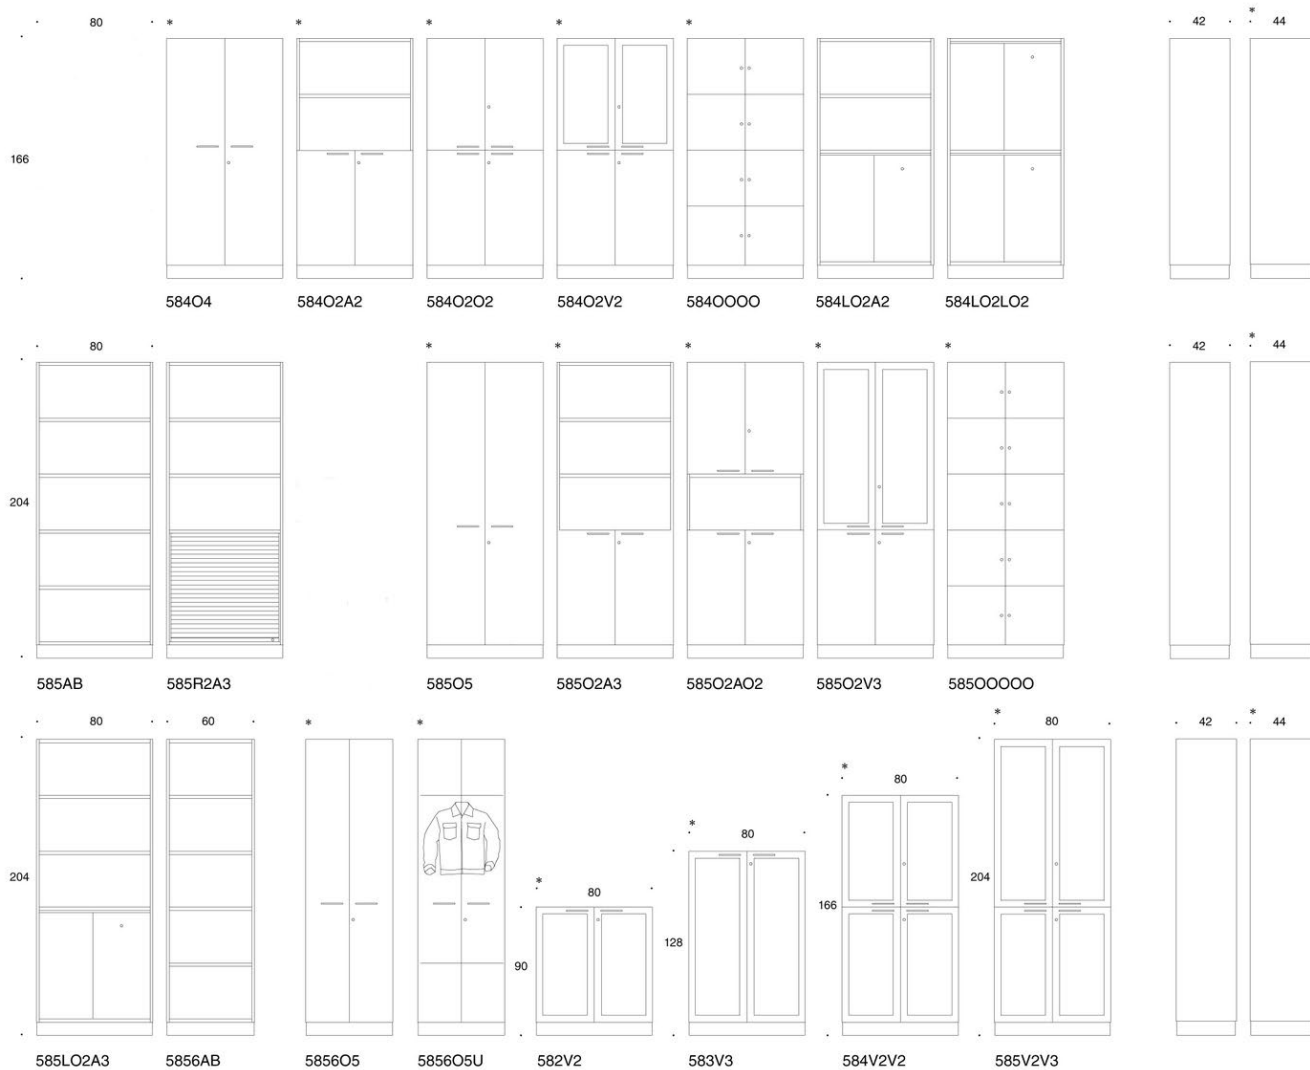 80 * * * * * 42 * 44
166
584O4 584O2A2 584O2O2 584O2V2 584OOOO 584LO2A2 584LO2LO2
80 * * * * * 42 * 44
204
585AB 585R2A3 585O5 585O2A3 585O2AO2 585O2V3 585OOOOO
80 60 * * * 80 42 * 44
* 80
* 80
204 166 204
* 80
128
90
585LO2A3 5856AB 5856O5 5856O5U 582V2 583V3 584V2V2 585V2V3